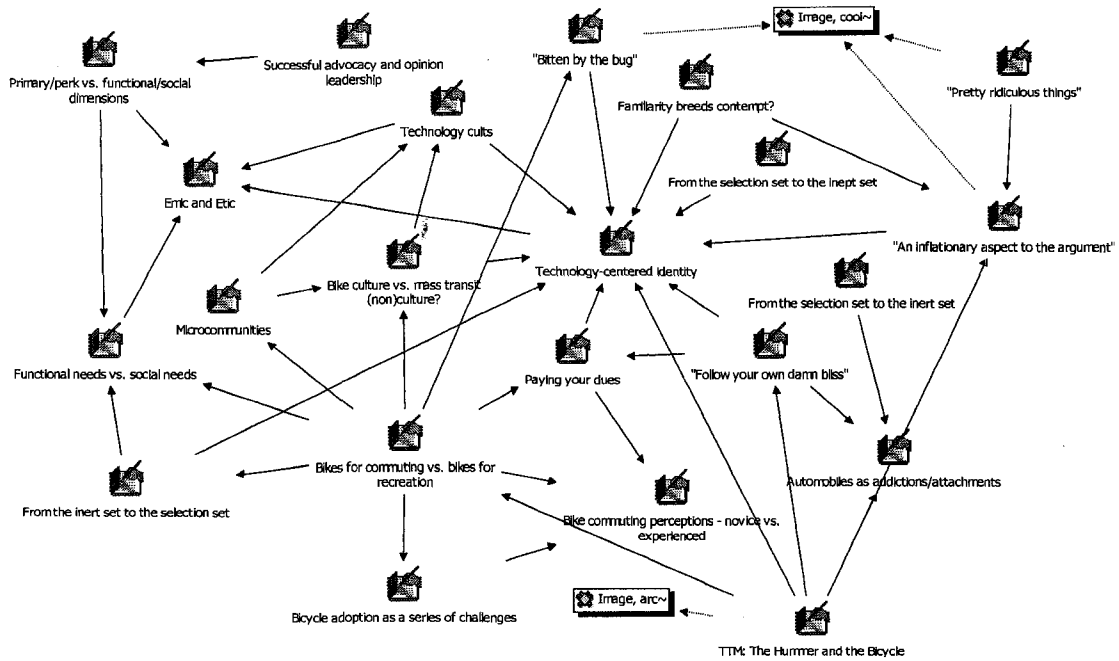 Image, cool~
Primary/perk vs. functional/social
dimensions
Successful advocacy and opinion
leadership
"Bitten by the bug"
Familiarity breeds contempt?
"Pretty ridiculous things"
Technology cults
From the selection set to the inept set
Emic and Etic
"An inflationary aspect to the argument"
Technology-centered identity
Bike culture vs. mass transit
(non)culture?
From the selection set to the inert set
Microcommunities
Functional needs vs. social needs
Paying your dues
"Follow your own damn bliss"
Bikes for commuting vs. bikes for
recreation
Automobiles as addictions/attachments
From the inert set to the selection set
Bike commuting perceptions - novice vs.
experienced
Bicycle adoption as a series of challenges
Image, arc~
TTM: The Hummer and the Bicycle